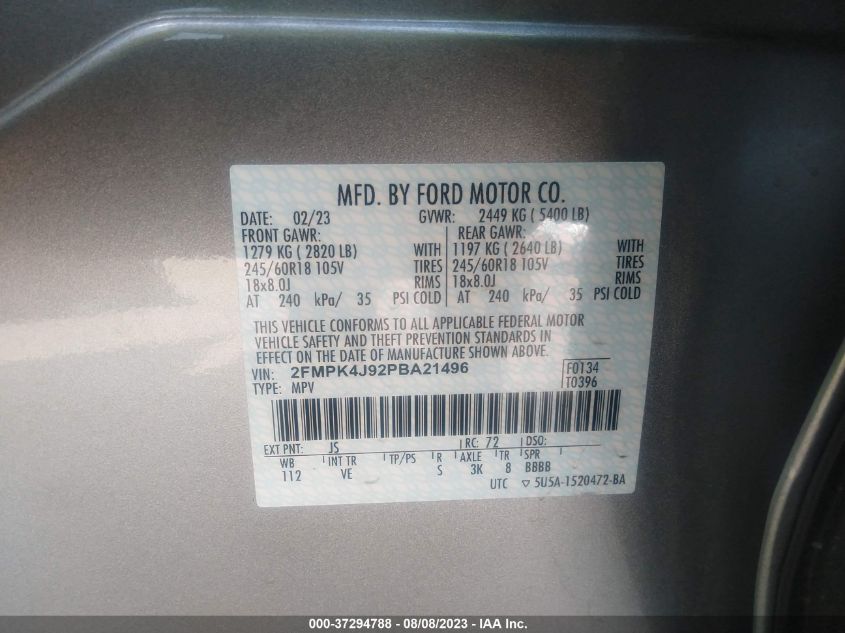 MFD. BY FORD MOTOR CO.
DATE: 02/23 GVWR: 2449 KG ( 5400 LB)
FRONT GAWR: REAR GAWR:
1279 KG ( 2820 LB) WITH 1197 KG ( 2640 LB) WITH
245/60R18 105V TIRES 245/60R18 105V TIRES
18x8.0J RIMS 18x8.0J RIMS
AT 240 kPa/ 35 PSI COLD AT 240 kPa/ 35 PSI COLD
THIS VEHICLE CONFORMS TO ALL APPLICABLE FEDERAL MOTOR
VEHICLE SAFETY AND THEFT PREVENTION STANDARDS IN
EFFECT ON THE DATE OF MANUFACTURE SHOWN ABOVE.
VIN: 2FMPK4J92PBA21496 F0134
TYPE: MPV T0396
EXT PNT: JS RC: 72 DSO:
WB INT TR TP/PS R AXLE TR SPR
112 VE S 3K 8 BBBB
UTC ▽ 5U5A-1520472-BA
000-37294788 - 08/08/2023 - IAA Inc.